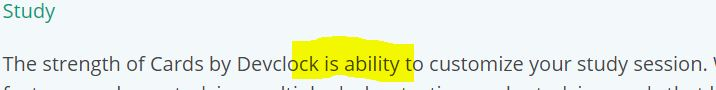 Study
The strength of Cards by Devclock is ability to customize your study session.